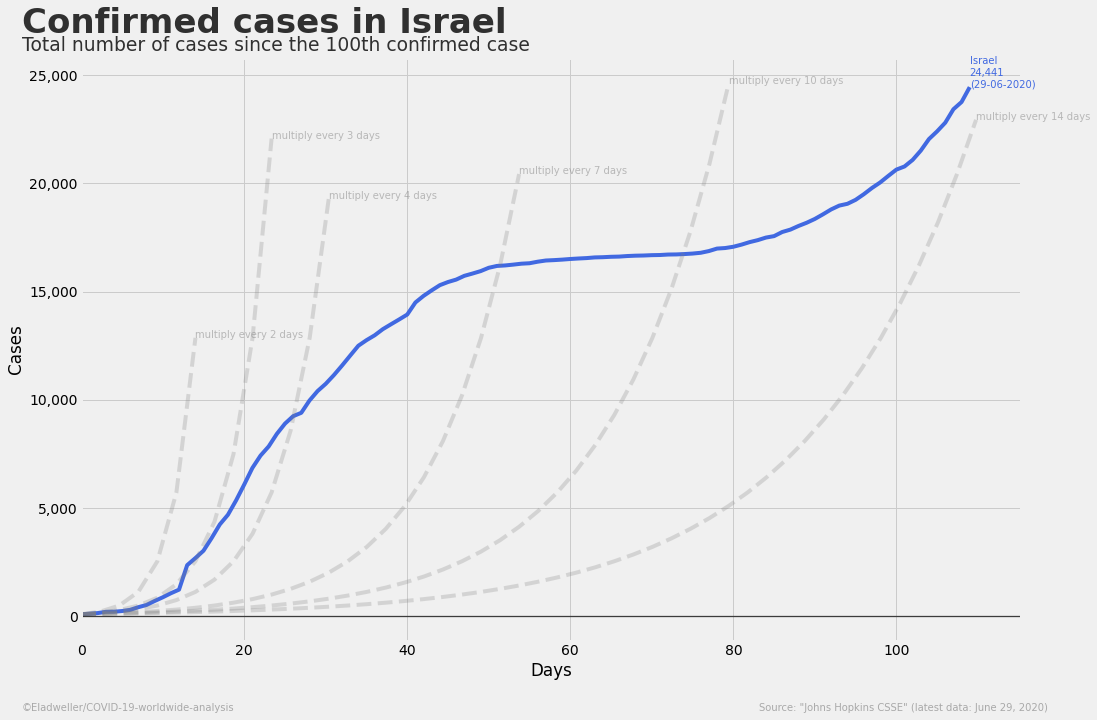 Confirmed cases in Israel
Total number of cases since the 100th confirmed case
Israel
24,441
(29-06-2020)
25,000
multiply every 10 days
multiply every 14 days
multiply every 3 days
20,000
multiply every 7 days
multiply every 4 days
15,000
multiply every 2 days
Cases
10,000
5,000
0
0
20
40
60
80
100
Days
©Eladweller/COVID-19-worldwide-analysis
Source: "Johns Hopkins CSSE" (latest data: June 29, 2020)